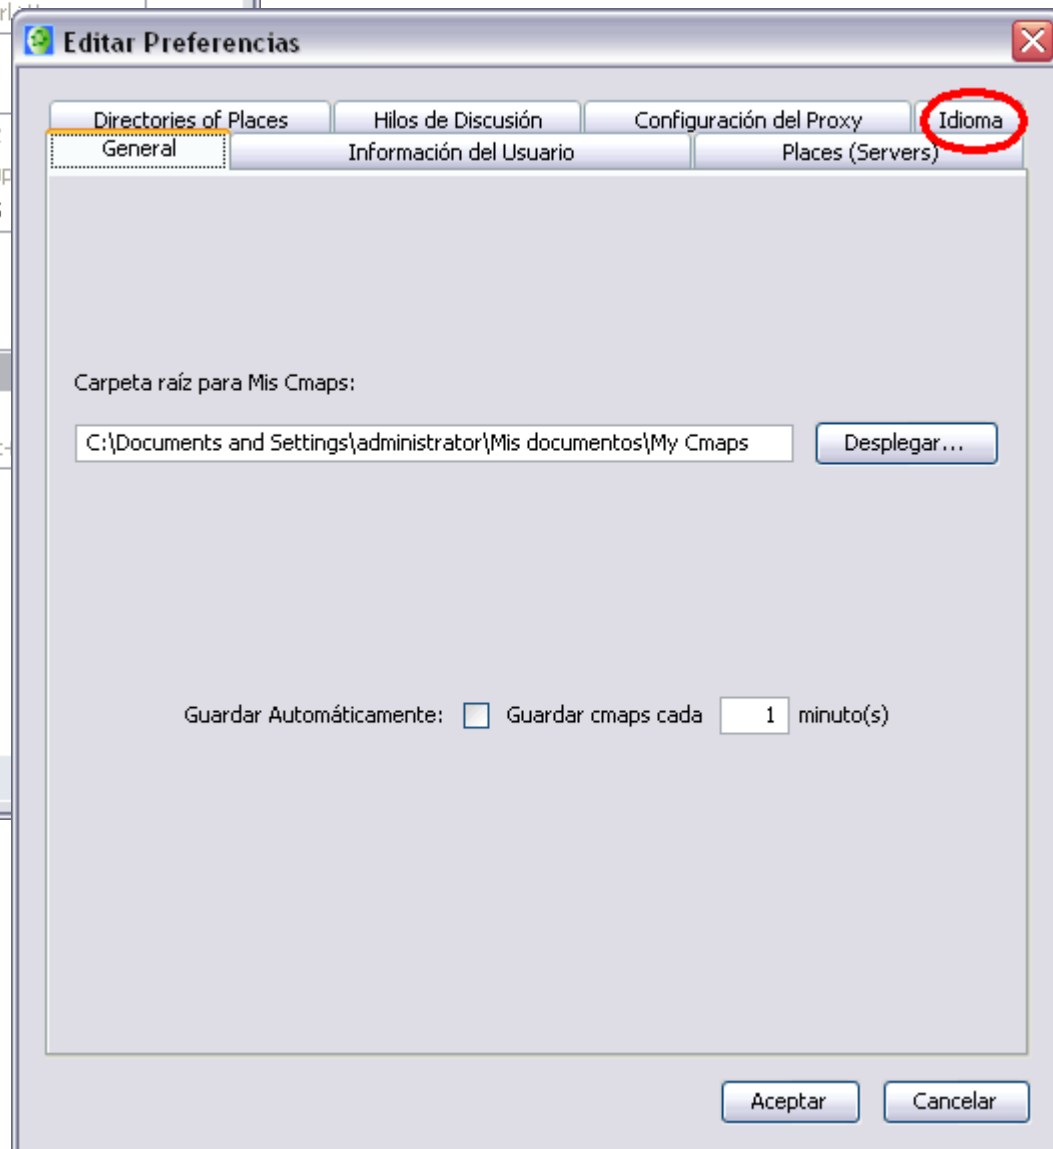 Editar Preferencias
Directories of Places Hilos de Discusión Configuración del Proxy Idioma
General Información del Usuario Places (Servers)
Carpeta raíz para Mis Cmaps:
C:\Documents and Settings\administrator\Mis documentos\My Cmaps Desplegar...
Guardar Automáticamente: Guardar cmaps cada 1 minuto(s)
Aceptar Cancelar